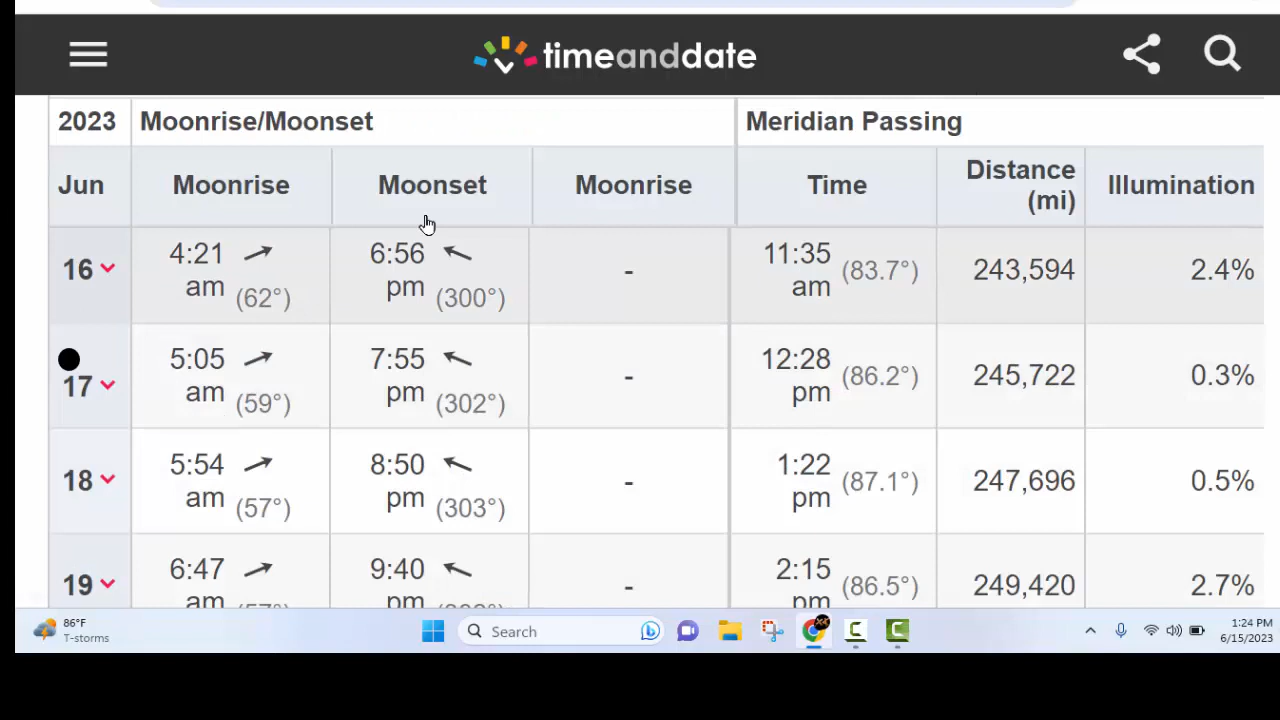 timeanddate
2023 Moonrise/Moonset Meridian Passing
Jun Moonrise Moonset Moonrise Time Distance (mi) Illumination
16 4:21 am (62°) 6:56 pm (300°) - 11:35 am (83.7°) 243,594 2.4%
17 5:05 am (59°) 7:55 pm (302°) - 12:28 pm (86.2°) 245,722 0.3%
18 5:54 am (57°) 8:50 pm (303°) - 1:22 pm (87.1°) 247,696 0.5%
19 6:47 am 9:40 pm - 2:15 pm (86.5°) 249,420 2.7%
86°F
T-storms
Search
1:24 PM
6/15/2023